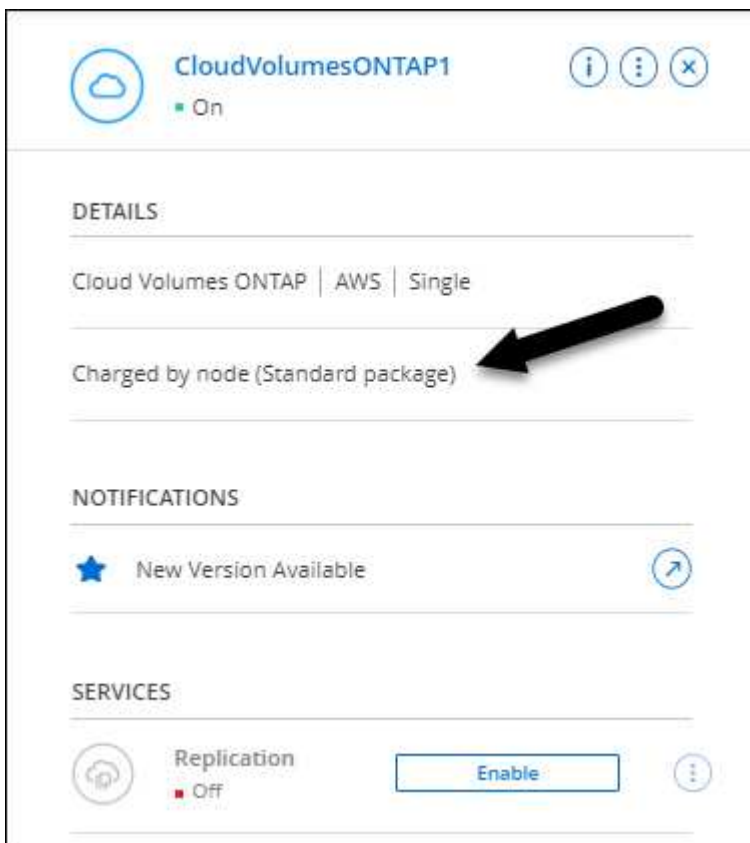 CloudVolumesONTAP1
On
DETAILS
Cloud Volumes ONTAP | AWS | Single
Charged by node (Standard package)
NOTIFICATIONS
New Version Available
SERVICES
Replication
Enable
Off